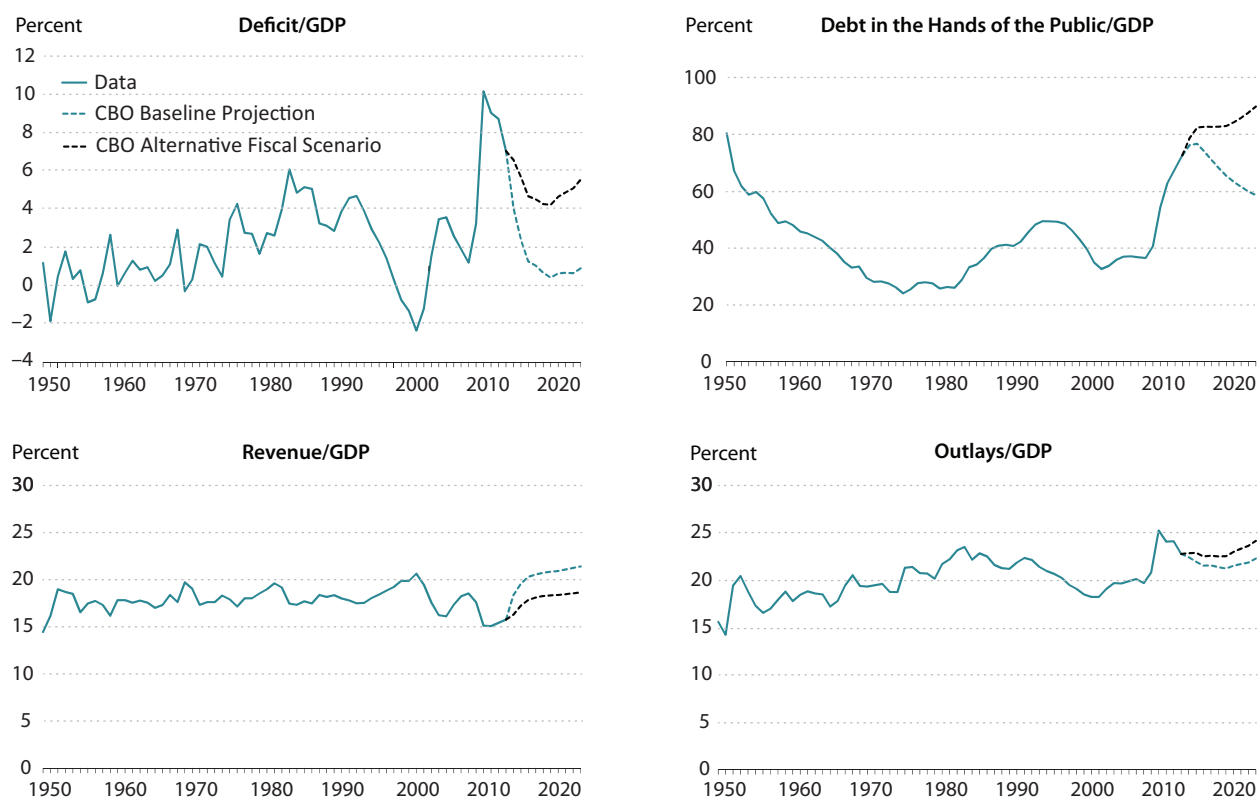 Percent
Deficit/GDP
12
10
8
6
4
2
0
–2
–4
Data
CBO Baseline Projection
CBO Alternative Fiscal Scenario
1950 1960 1970 1980 1990 2000 2010 2020
Percent
Debt in the Hands of the Public/GDP
100
80
60
40
20
0
1950 1960 1970 1980 1990 2000 2010 2020
Percent
Revenue/GDP
30
25
20
15
10
5
0
1950 1960 1970 1980 1990 2000 2010 2020
Percent
Outlays/GDP
30
25
20
15
10
5
0
1950 1960 1970 1980 1990 2000 2010 2020